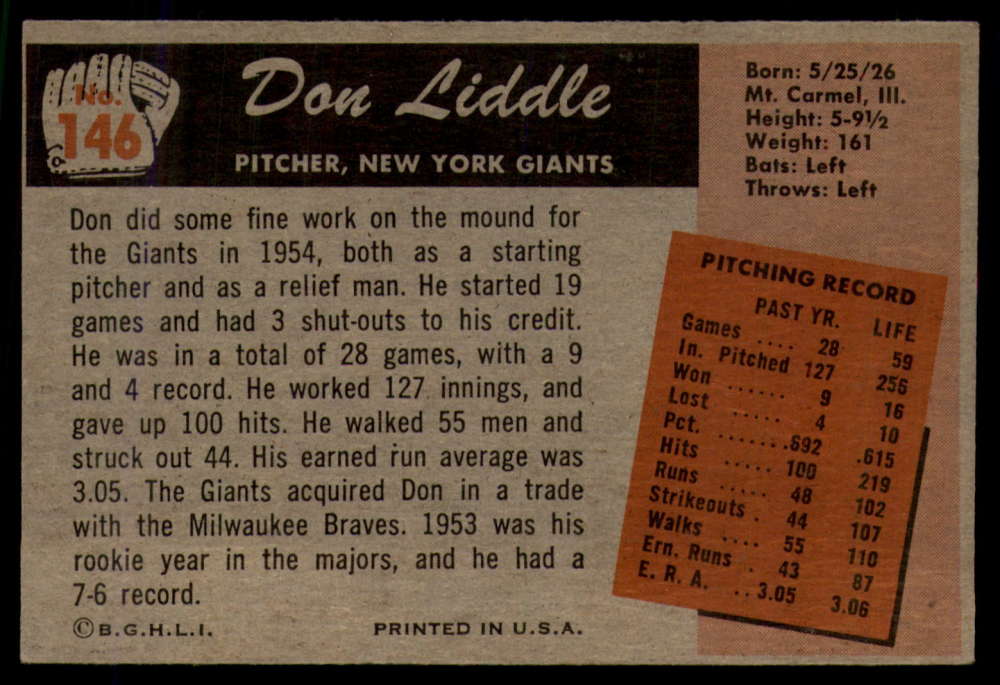 No.
146
Don Liddle
PITCHER, NEW YORK GIANTS
Born: 5/25/26
Mt. Carmel, Ill.
Height: 5-9½
Weight: 161
Bats: Left
Throws: Left
Don did some fine work on the mound for
the Giants in 1954, both as a starting
pitcher and as a relief man. He started 19
games and had 3 shut-outs to his credit.
He was in a total of 28 games, with a 9
and 4 record. He worked 127 innings, and
gave up 100 hits. He walked 55 men and
struck out 44. His earned run average was
3.05. The Giants acquired Don in a trade
with the Milwaukee Braves. 1953 was his
rookie year in the majors, and he had a
7-6 record.
©B.G.H.L.I. PRINTED IN U.S.A.
PITCHING RECORD
PAST YR. LIFE
Games .... 28 59
In. Pitched 127 256
Won ...... 9 16
Lost ..... 4 10
Pct. .......692 .615
Hits ..... 100 219
Runs ..... 48 102
Strikeouts . 44 107
Walks .... 55 110
Ern. Runs . 43 87
E. R. A. ..3.05 3.06